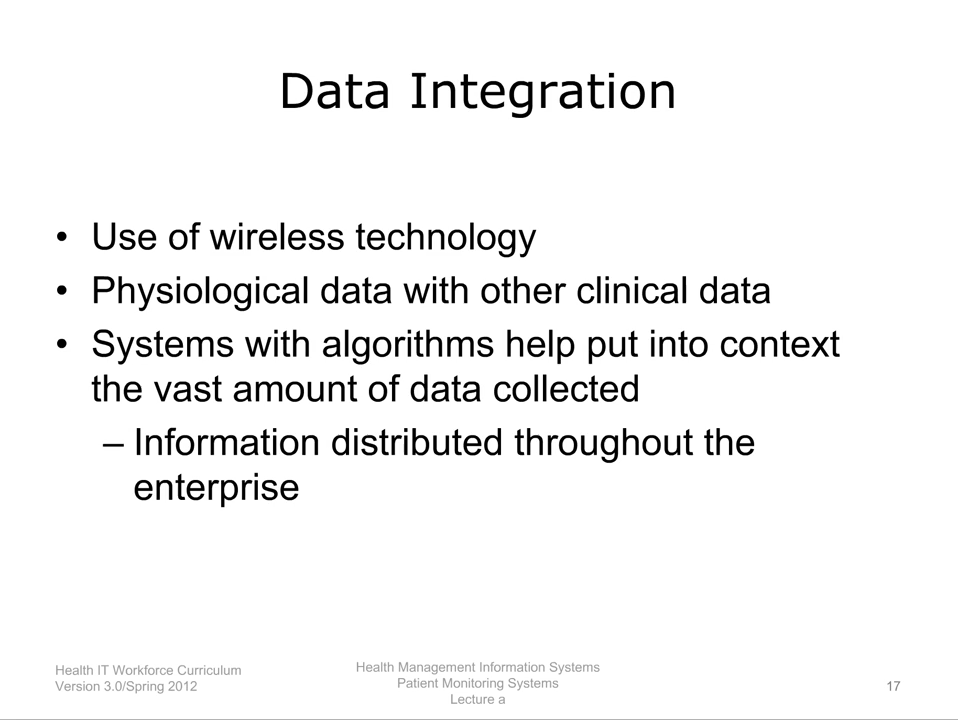 Data Integration
• Use of wireless technology
• Physiological data with other clinical data
• Systems with algorithms help put into context
the vast amount of data collected
– Information distributed throughout the
enterprise
Health IT Workforce Curriculum
Version 3.0/Spring 2012
Health Management Information Systems
Patient Monitoring Systems
Lecture a
17